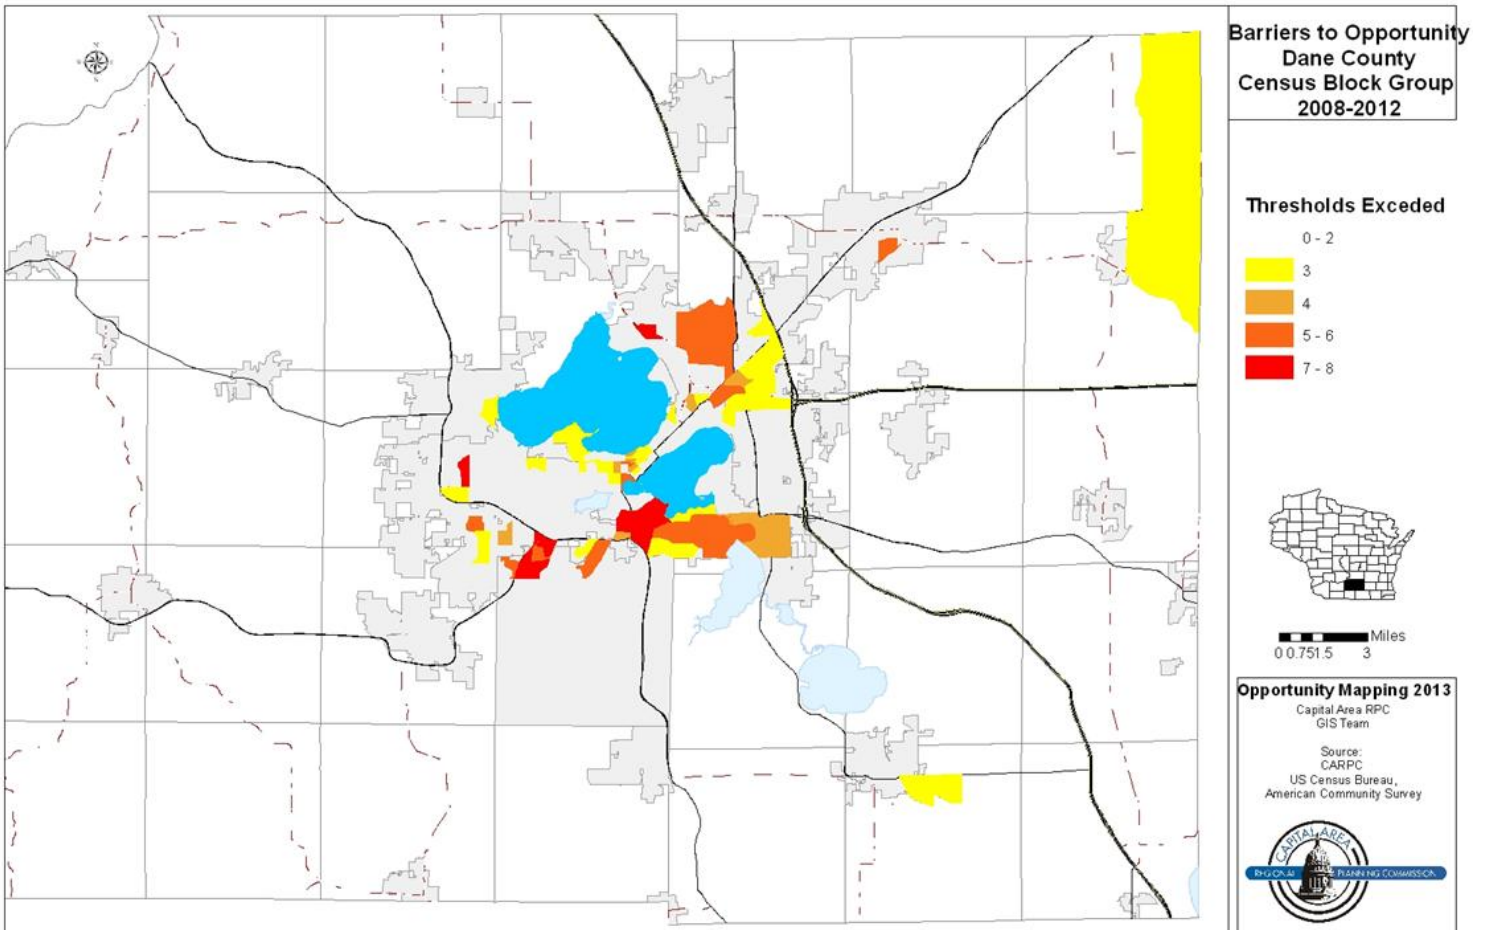 Barriers to Opportunity
Dane County
Census Block Group
2008-2012
Thresholds Exceded
0 - 2
3
4
5 - 6
7 - 8
Miles
0 0.75 1.5 3
Opportunity Mapping 2013
Capital Area RPC
GIS Team
Source:
CARPC
US Census Bureau,
American Community Survey
CAPITAL AREA
REGIONAL PLANNING COMMISSION